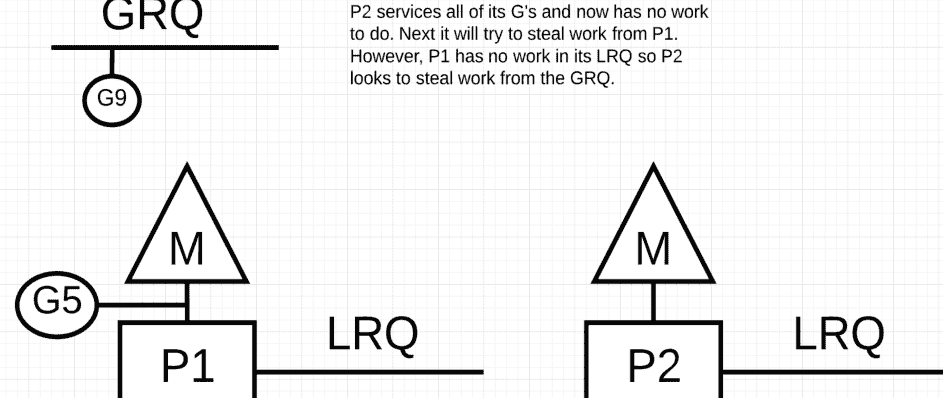 GRQ
P2 services all of its G's and now has no work
to do. Next it will try to steal work from P1.
However, P1 has no work in its LRQ so P2
looks to steal work from the GRQ.
G9
M
M
G5
LRQ
LRQ
P1
P2